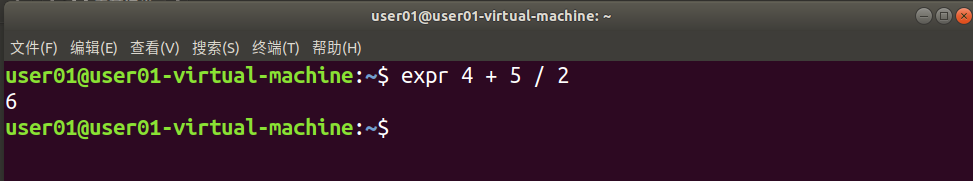 user01@user01-virtual-machine: ~
文件(F) 编辑(E) 查看(V) 搜索(S) 终端(T) 帮助(H)
user01@user01-virtual-machine:~$ expr 4 + 5 / 2
6
user01@user01-virtual-machine:~$